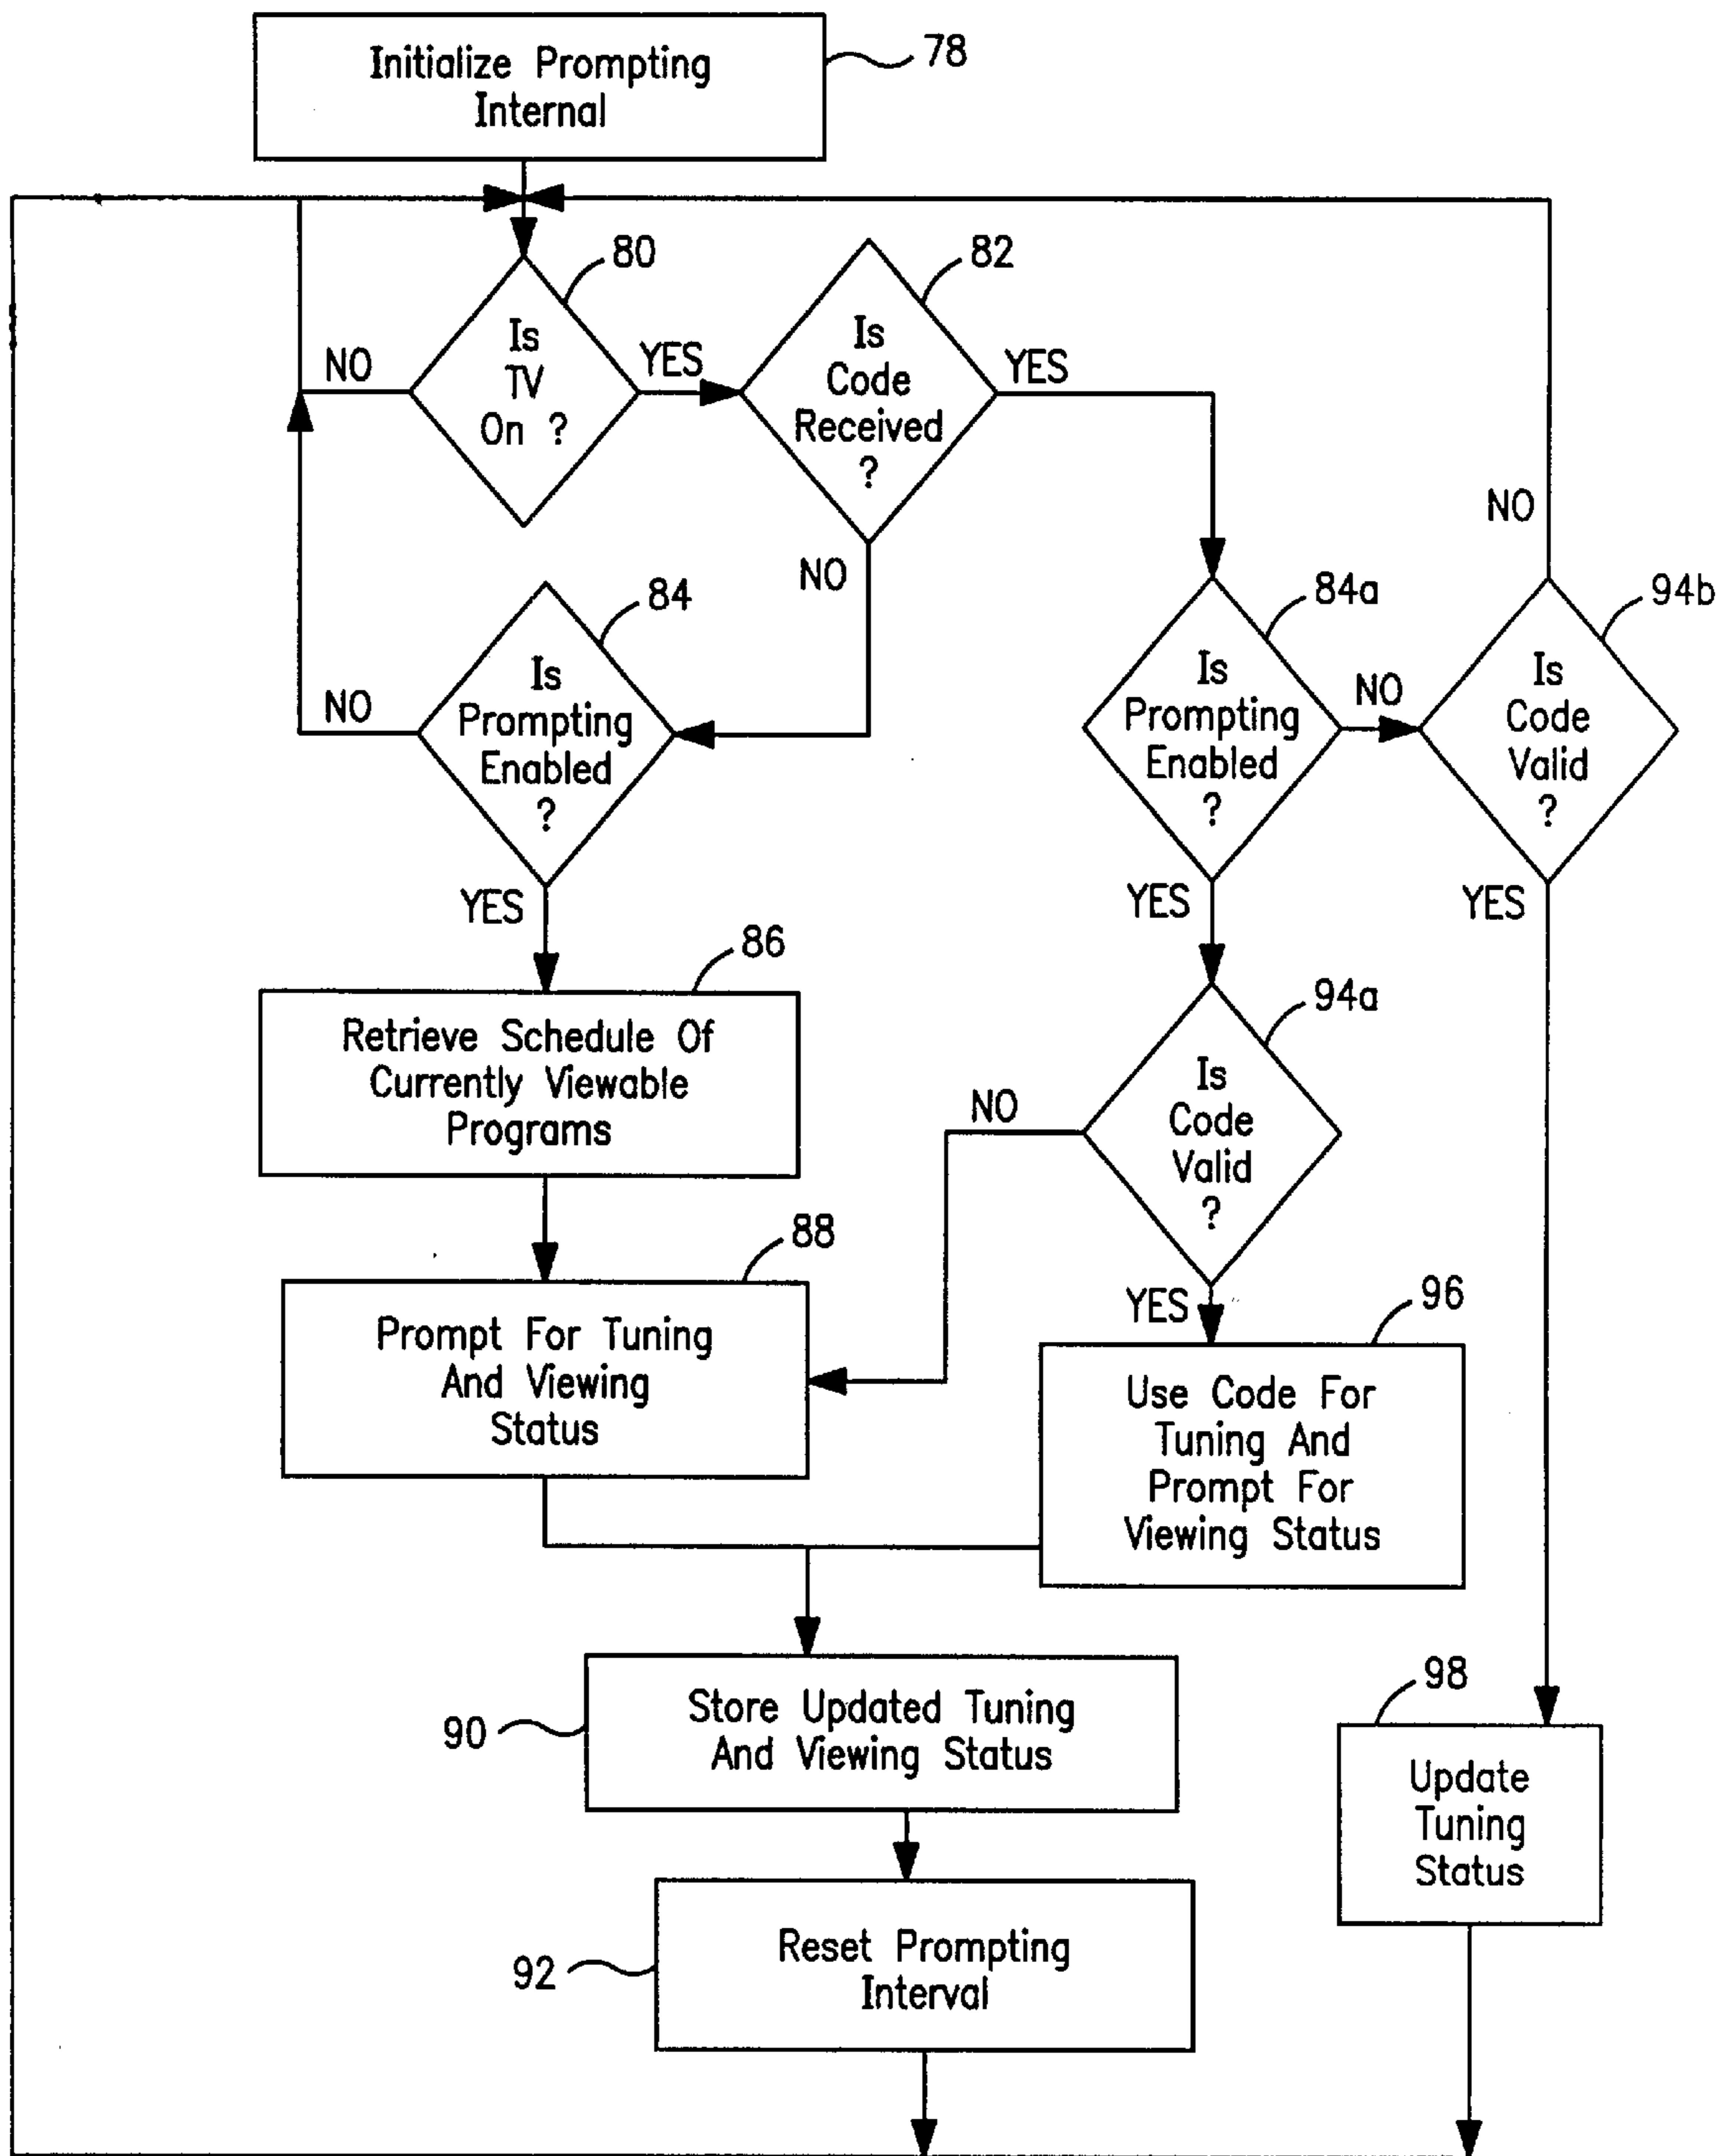 Initialize Prompting
Internal
78
80
Is
TV
On ?
NO
YES
82
Is
Code
Received
?
YES
NO
84
Is
Prompting
Enabled
?
NO
YES
84a
Is
Prompting
Enabled
?
NO
YES
94b
Is
Code
Valid
?
NO
YES
86
Retrieve Schedule Of
Currently Viewable
Programs
94a
Is
Code
Valid
?
NO
YES
88
Prompt For Tuning
And Viewing
Status
96
Use Code For
Tuning And
Prompt For
Viewing Status
90
Store Updated Tuning
And Viewing Status
98
Update
Tuning
Status
92
Reset Prompting
Interval